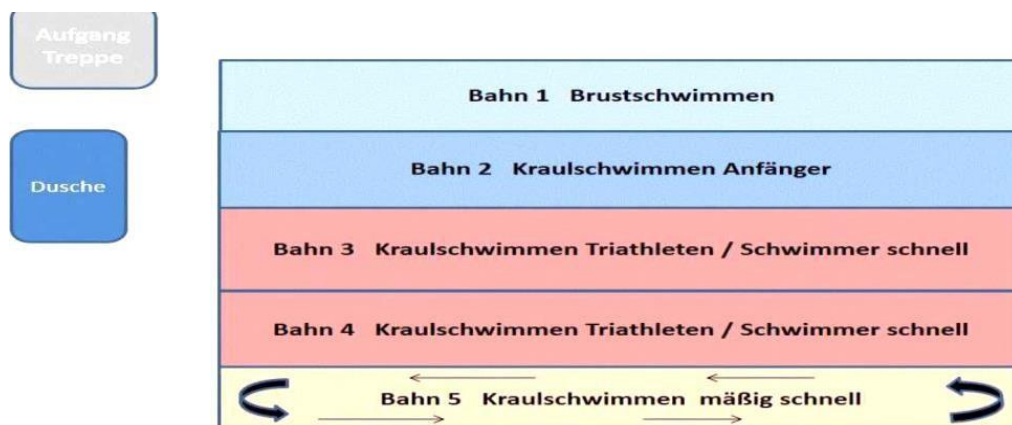 Aufgang
Treppe
Dusche
Bahn 1 Brustschwimmen
Bahn 2 Kraulschwimmen Anfänger
Bahn 3 Kraulschwimmen Triathleten / Schwimmer schnell
Bahn 4 Kraulschwimmen Triathleten / Schwimmer schnell
Bahn 5 Kraulschwimmen mäßig schnell